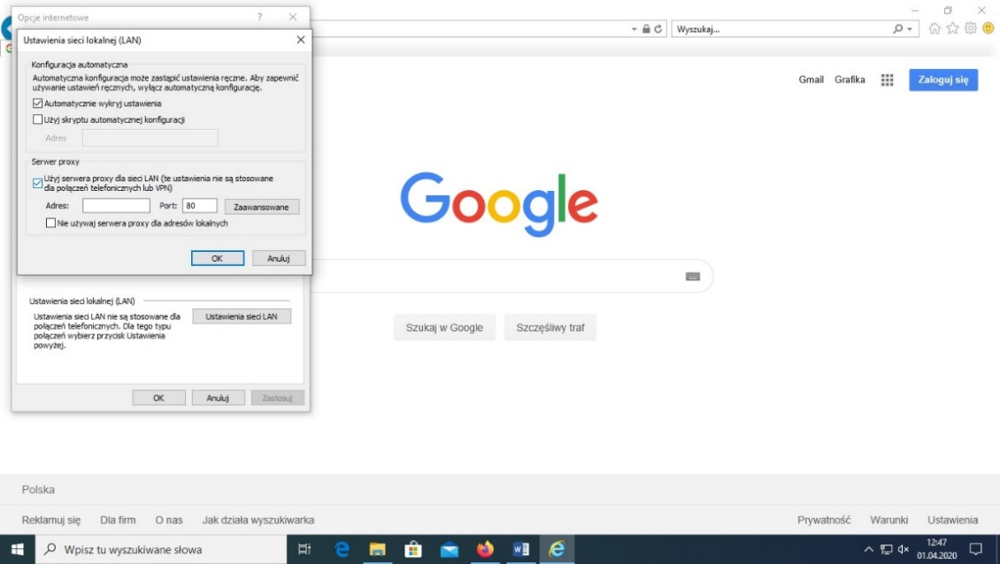 Opcje internetowe
Ustawienia sieci lokalnej (LAN)
Konfiguracja automatyczna
Automatyczna konfiguracja może zastąpić ustawienia ręczne. Aby zapewnić
używanie ustawień ręcznych, wyłącz automatyczną konfigurację.
Automatycznie wykryj ustawienia
Użyj skryptu automatycznej konfiguracji
Adres
Serwer proxy
Użyj serwera proxy dla sieci LAN (te ustawienia nie są stosowane
dla połączeń telefonicznych lub VPN)
Adres: Port: 80 Zaawansowane
Nie używaj serwera proxy dla adresów lokalnych
OK Anuluj
Ustawienia sieci lokalnej (LAN)
Ustawienia sieci LAN nie są stosowane dla
połączeń telefonicznych. Dla tego typu
połączeń wybierz przycisk Ustawienia
powyżej.
Ustawienia sieci LAN
OK Anuluj Zastosuj
Wyszukaj...
Gmail Grafika Zaloguj się
Google
Szukaj w Google Szczęśliwy traf
Polska
Reklamuj się Dla firm O nas Jak działa wyszukiwarka Prywatność Warunki Ustawienia
Wpisz tu wyszukiwane słowa
12:47
01.04.2020